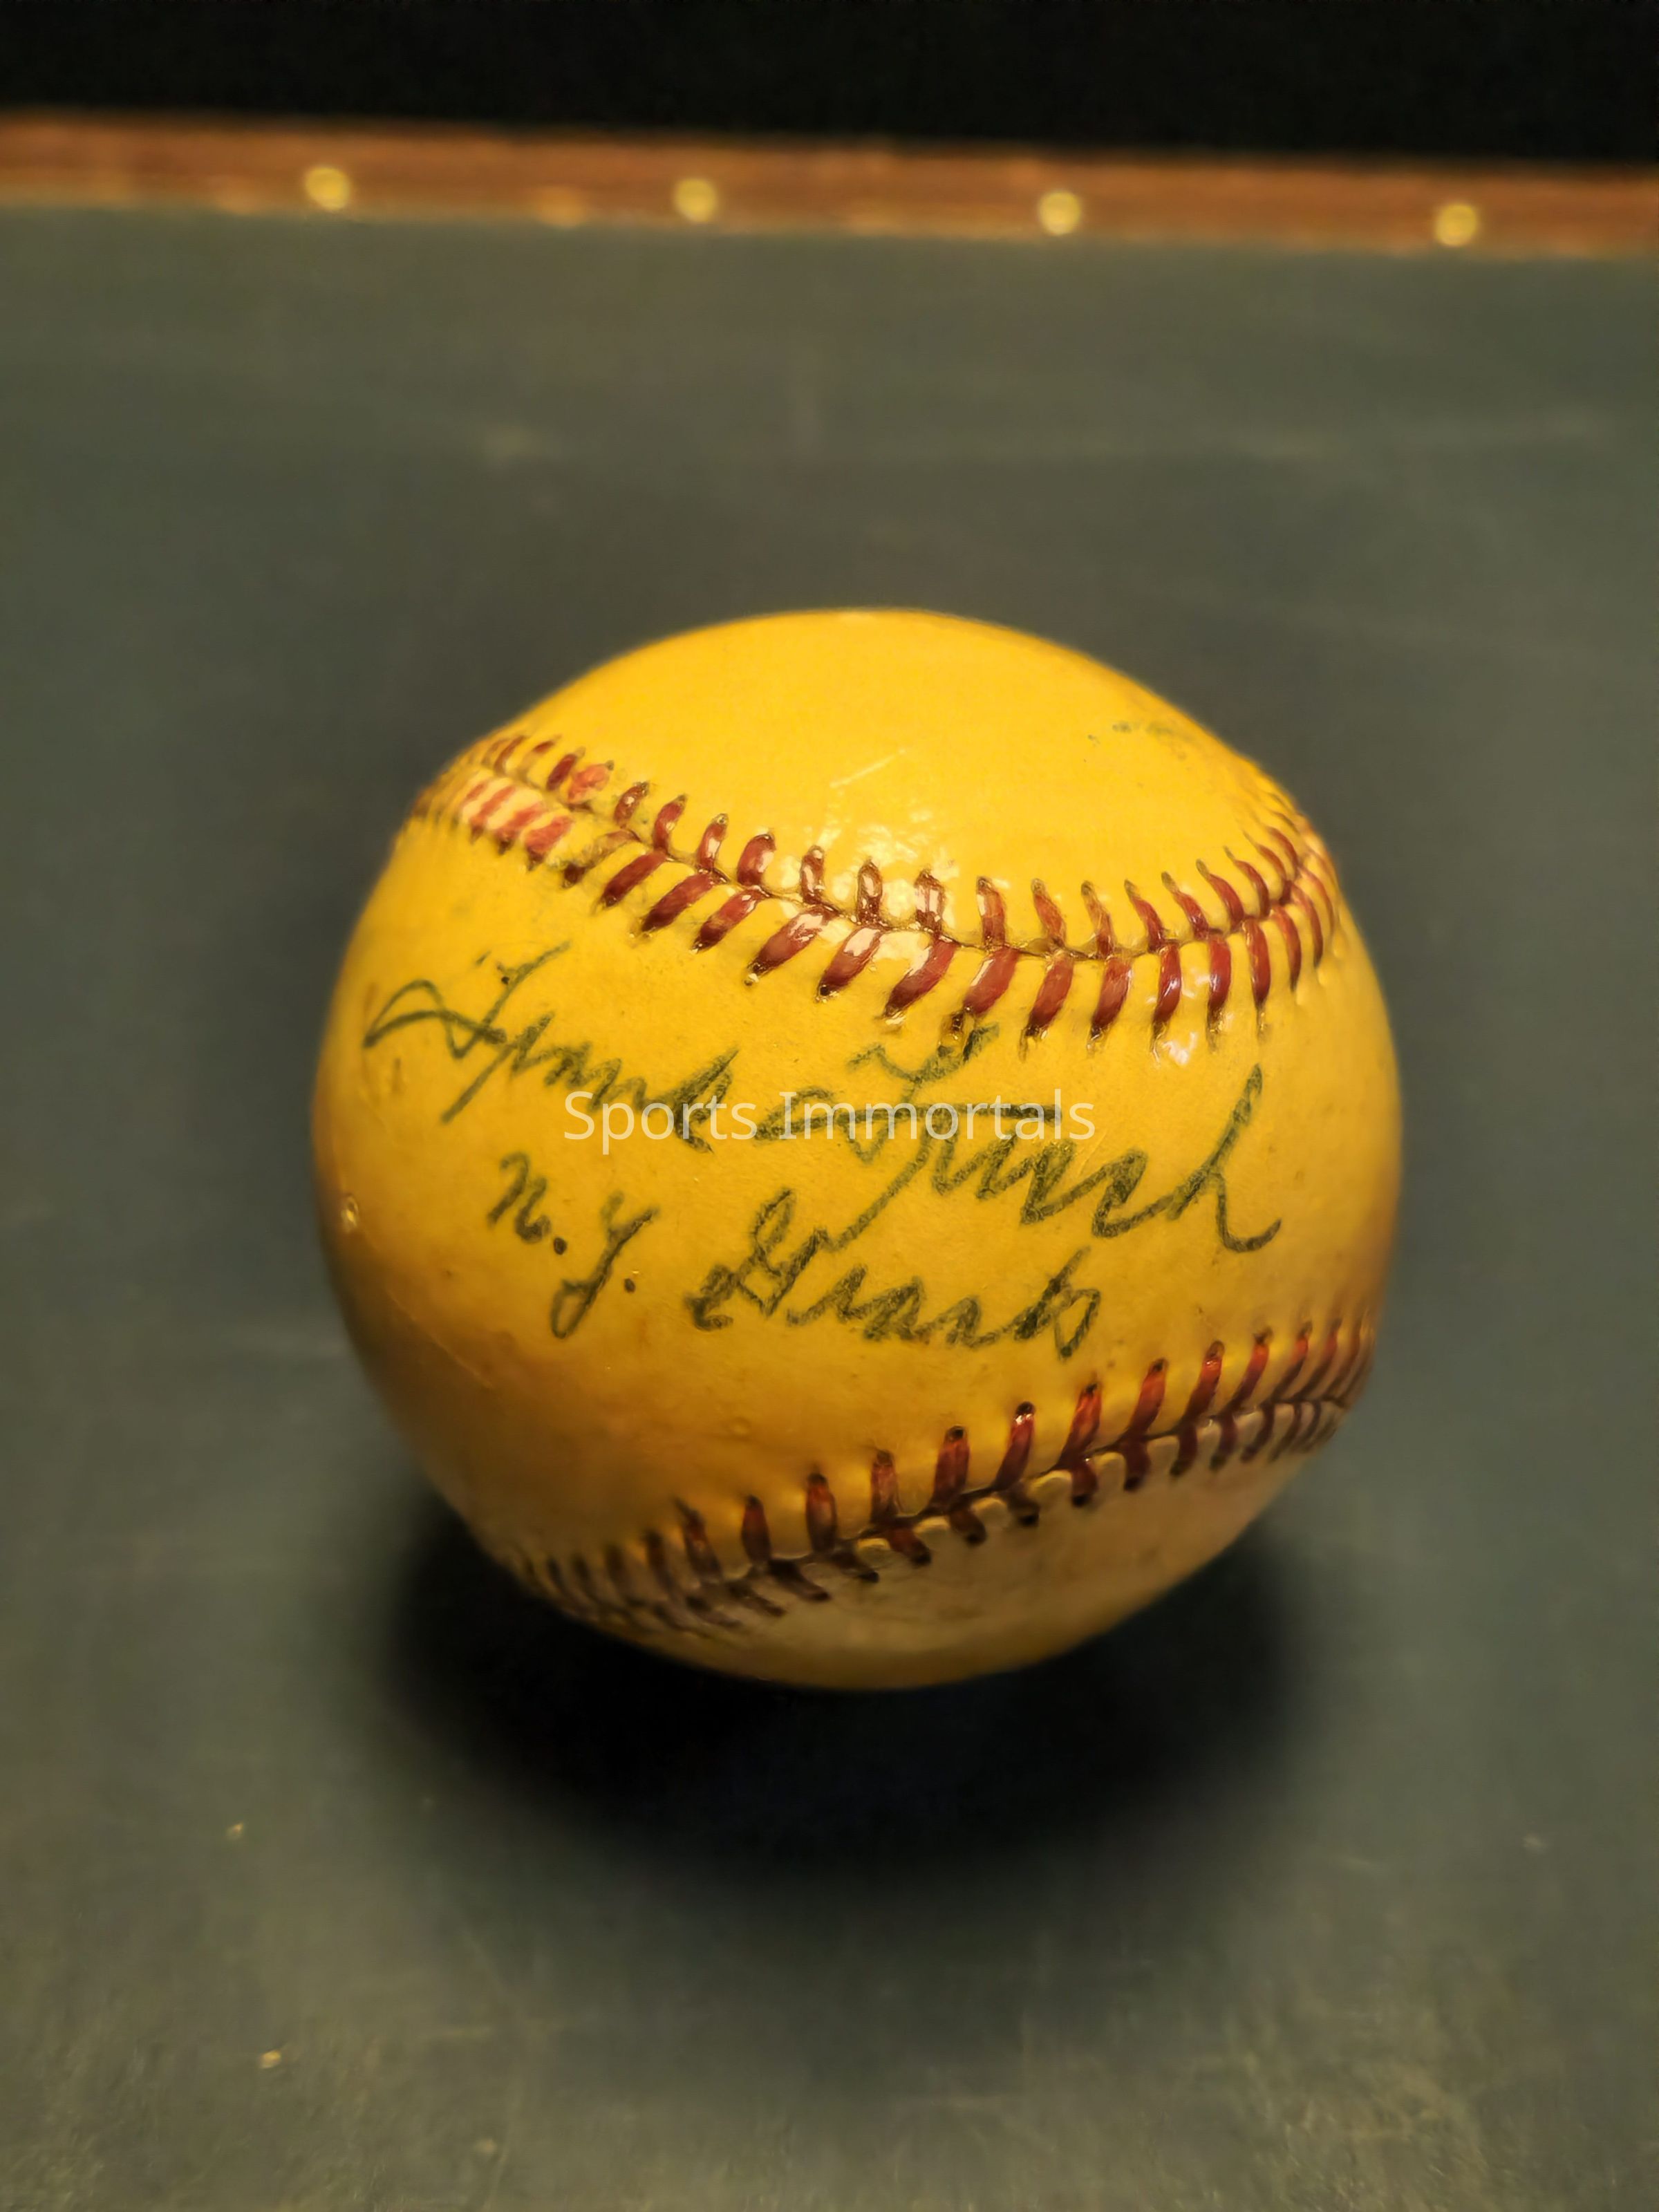 Frank Frisch
Sports Immortals
N.Y. Giants